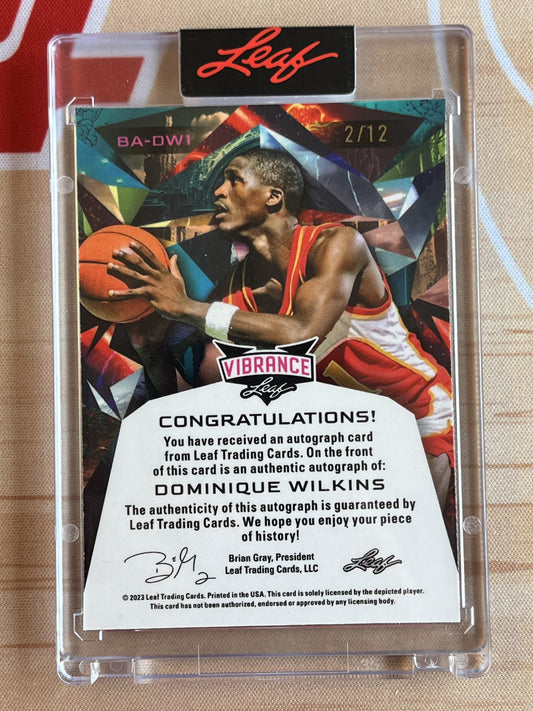 Leaf
BA-DW1
2/12
VIBRANCE
Leaf
CONGRATULATIONS!
You have received an autograph card
from Leaf Trading Cards. On the front
of this card is an authentic autograph of:
DOMINIQUE WILKINS
The authenticity of this autograph is guaranteed by
Leaf Trading Cards. We hope you enjoy your piece
of history!
Brian Gray, President
Leaf Trading Cards, LLC
Leaf
© 2023 Leaf Trading Cards. Printed in the USA. This card is solely licensed by the depicted player.
This card has not been authorized, endorsed or approved by any licensing body.